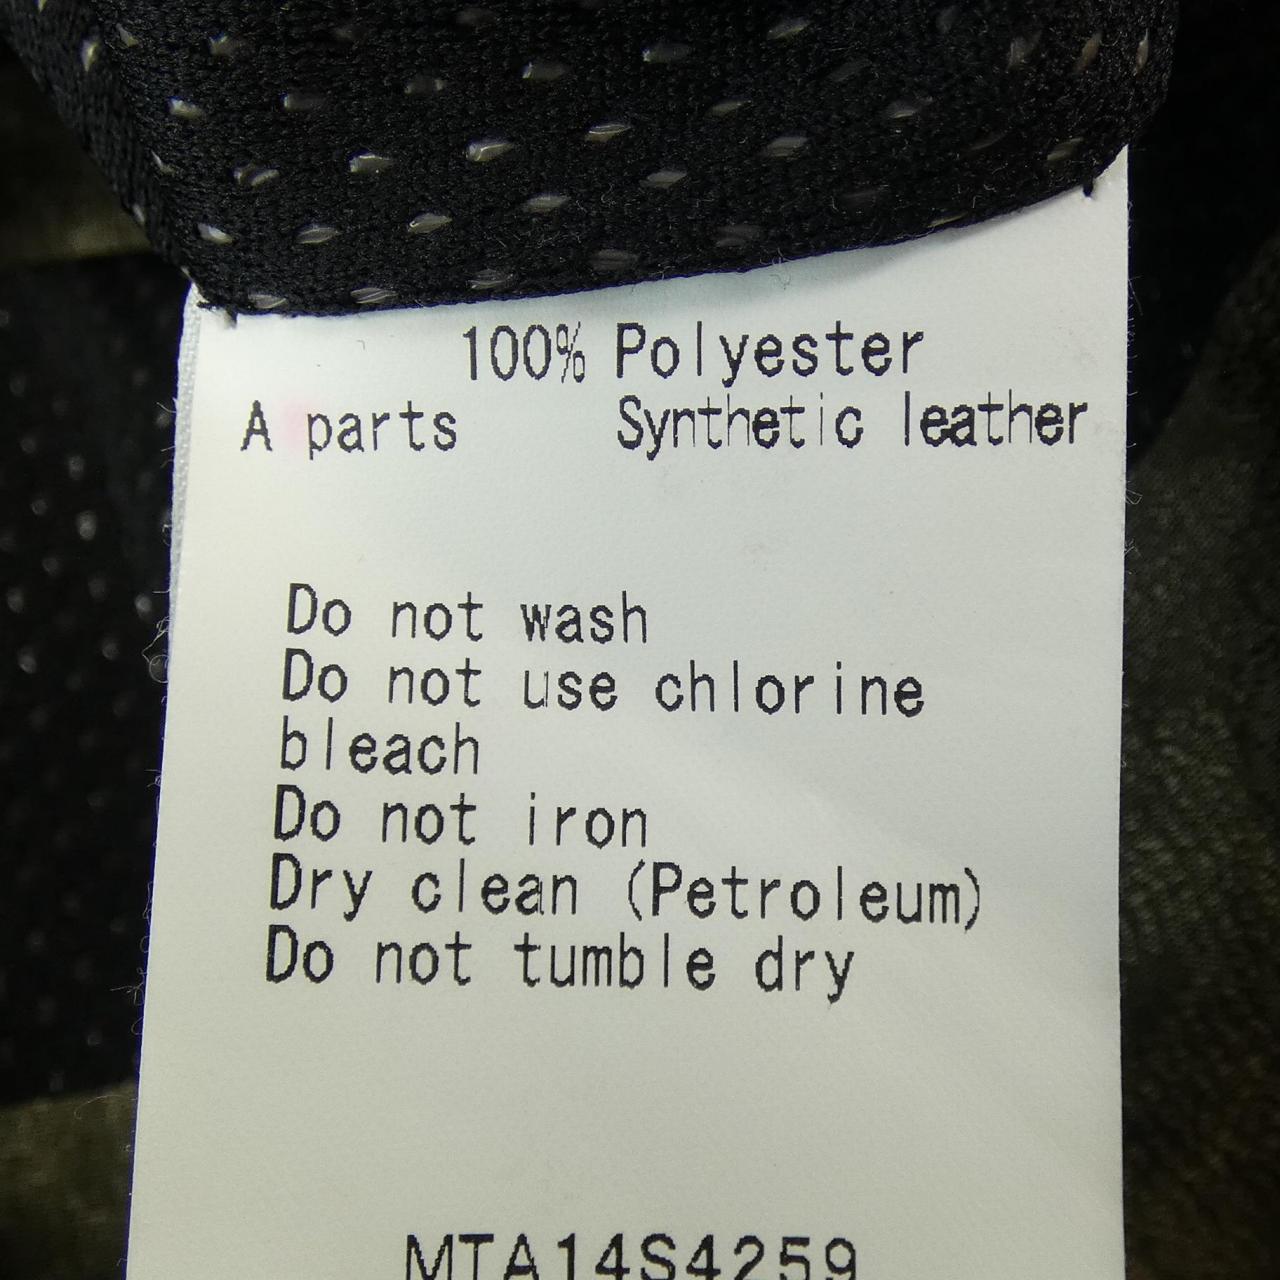 100% Polyester
A parts Synthetic leather
Do not wash
Do not use chlorine
bleach
Do not iron
Dry clean (Petroleum)
Do not tumble dry
MTA14S4259